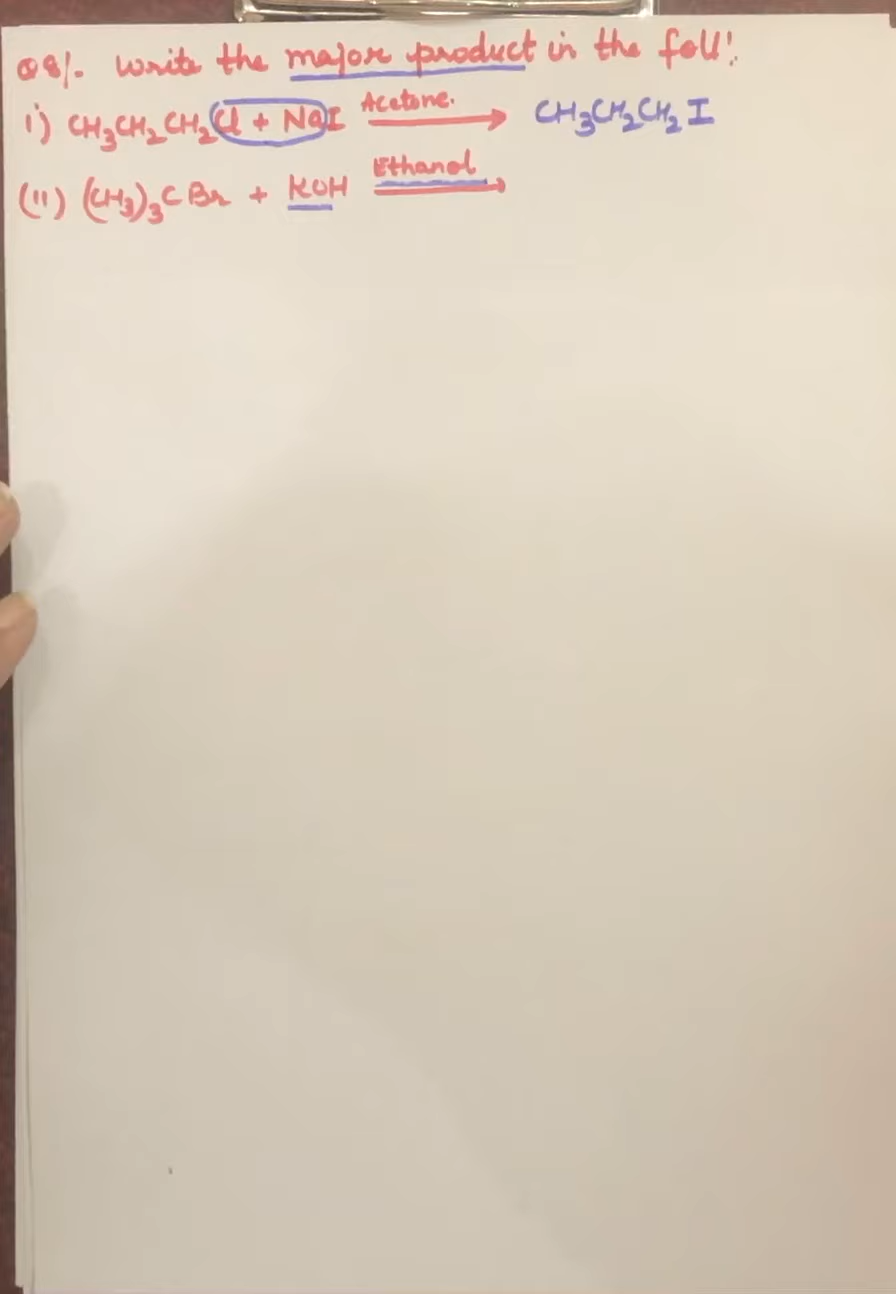 Q8/. Write the major product in the foll!.
i) CH₃CH₂CH₂Cl + NaI Acetone. → CH₃CH₂CH₂I
(ii) (CH₃)₃CBr + KOH Ethanol →